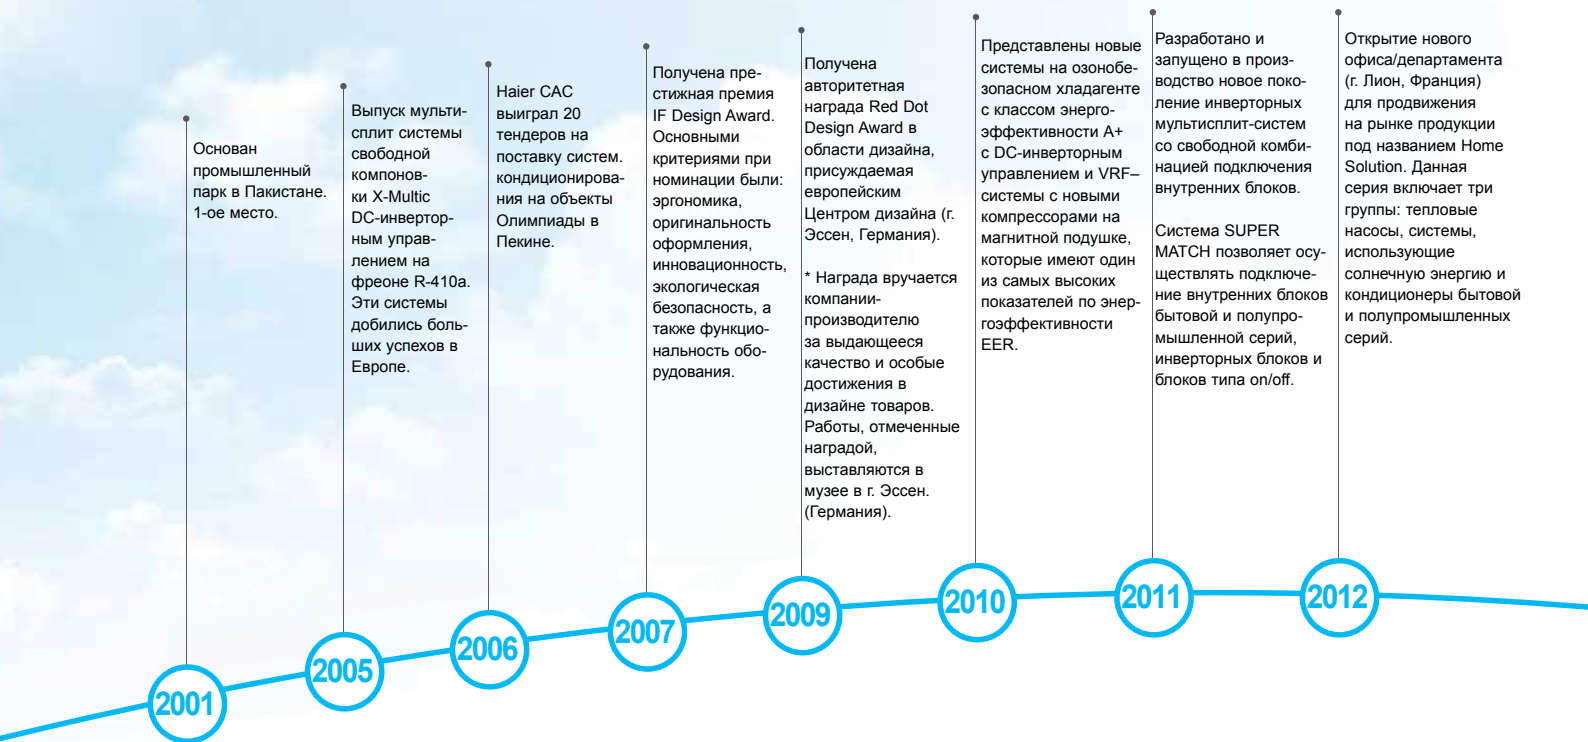 Основан
промышленный
парк в Пакистане.
1-ое место.
2001
Выпуск мульти-
сплит системы
свободной
компонов-
ки X-Multic
DC-инвертор-
ным управ-
лением на
фреоне R-410a.
Эти системы
добились боль-
ших успехов в
Европе.
2005
Haier CAC
выиграл 20
тендеров на
поставку систем.
кондиционирова-
ния на объекты
Олимпиады в
Пекине.
2006
Получена пре-
стижная премия
IF Design Award.
Основными
критериями при
номинации были:
эргономика,
оригинальность
оформления,
инновационность,
экологическая
безопасность, а
также функцио-
нальность обо-
рудования.
2007
Получена
авторитетная
награда Red Dot
Design Award в
области дизайна,
присуждаемая
европейским
Центром дизайна (г.
Эссен, Германия).
* Награда вручается
компании-
производителю
за выдающееся
качество и особые
достижения в
дизайне товаров.
Работы, отмеченные
наградой,
выставляются в
музее в г. Эссен.
(Германия).
2009
Представлены новые
системы на озонобе-
зопасном хладагенте
с классом энерго-
эффективности А+
с DC-инверторным
управлением и VRF–
системы с новыми
компрессорами на
магнитной подушке,
которые имеют один
из самых высоких
показателей по энер-
гоэффективности
EER.
2010
Разработано и
запущено в произ-
водство новое поко-
ление инверторных
мультисплит-систем
со свободной комби-
нацией подключения
внутренних блоков.
Система SUPER
MATCH позволяет осу-
ществлять подключе-
ние внутренних блоков
бытовой и полупро-
мышленной серий,
инверторных блоков и
блоков типа on/off.
2011
Открытие нового
офиса/департамента
(г. Лион, Франция)
для продвижения
на рынке продукции
под названием Home
Solution. Данная
серия включает три
группы: тепловые
насосы, системы,
использующие
солнечную энергию и
кондиционеры бытовой
и полупромышленных
серий.
2012